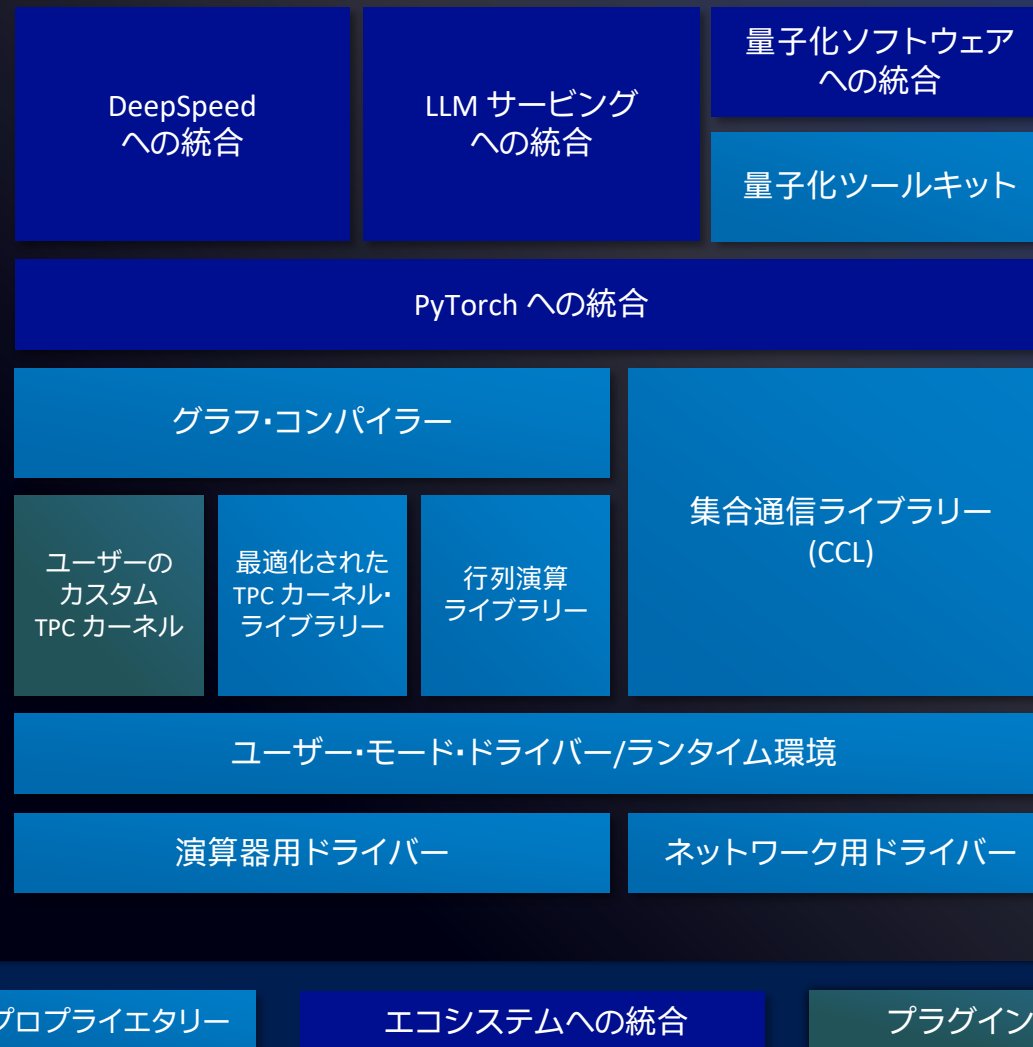 DeepSpeed
への統合
LLM サービング
への統合
量子化ソフトウェア
への統合
量子化ツールキット
PyTorch への統合
グラフ・コンパイラー
集合通信ライブラリー
(CCL)
ユーザーの
カスタム
TPC カーネル
最適化された
TPC カーネル・
ライブラリー
行列演算
ライブラリー
ユーザー・モード・ドライバー/ランタイム環境
演算器用ドライバー
ネットワーク用ドライバー
プロプライエタリー
エコシステムへの統合
プラグイン